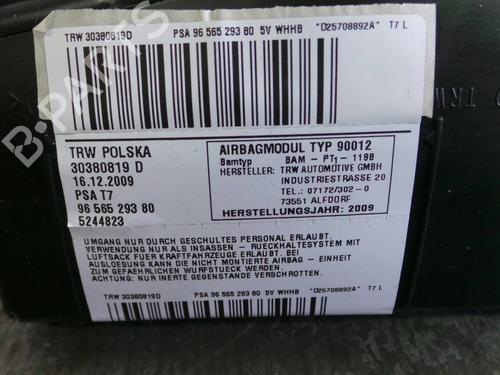 TRW 30380819D PSA 96 565 293 80 5V WHHB "D25708892A" T7 L
TRW POLSKA
30380819 D
16.12.2009
PSA T7
96 565 293 80
5244823
AIRBAGMODUL TYP 90012
Bamtyp BAM - PT1-1198
HERSTELLER: TRW AUTOMOTIVE GMBH
INDUSTRIESTRASSE 20
TEL.: 07172/302-0
73551 ALFDORF
HERSTELLUNGSJAHR: 2009
UMGANG NUR DURCH GESCHULTES PERSONAL ERLAUBT.
VERWENDUNG NUR ALS INSASSEN - RUECKHALTESYSTEM MIT
LUFTSACK FUER KRAFTFAHRZEUGE ERLAUBT. BEI
AUSLOESUNG KANN DIE NICHT MONTIERTE AIRBAG - EINHEIT
ZUM GEFAEHRLICHEN WURFSTUECK WERDEN.
ACHTUNG: NUR INERTE GEGENSTAENDE VERSCHROTTEN.
TRW 30380819D PSA 96 565 293 80 5V WHHB "D25708892A" T7 L
B-PARTS
TRW